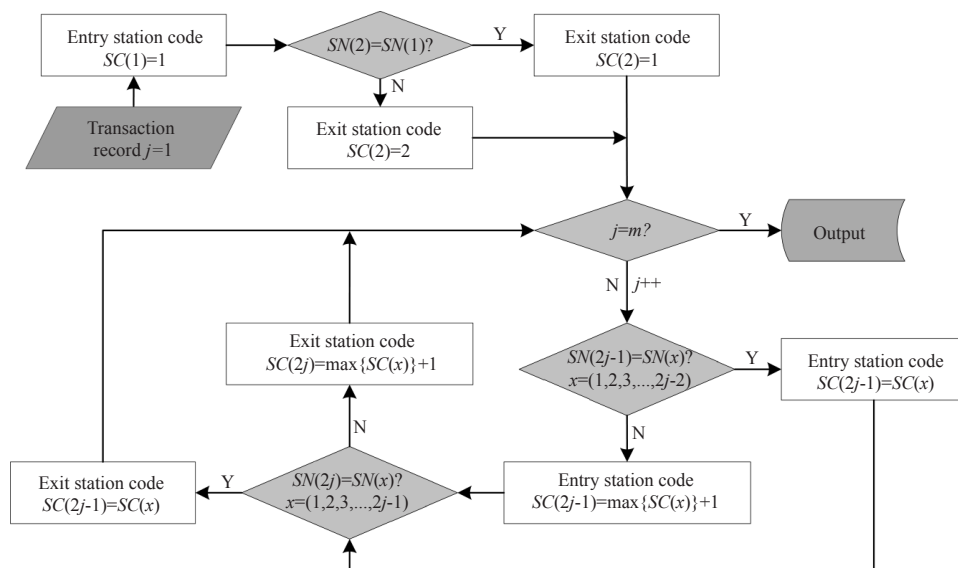 Entry station code
SC(1)=1
SN(2)=SN(1)?
Y
Exit station code
SC(2)=1
N
Transaction
record j=1
Exit station code
SC(2)=2
j=m?
Y
Output
N
j++
Exit station code
SC(2j)=max{SC(x)}+1
SN(2j-1)=SN(x)?
x=(1,2,3,...,2j-2)
Y
Entry station code
SC(2j-1)=SC(x)
N
N
Exit station code
SC(2j-1)=SC(x)
Y
SN(2j)=SN(x)?
x=(1,2,3,...,2j-1)
Entry station code
SC(2j-1)=max{SC(x)}+1